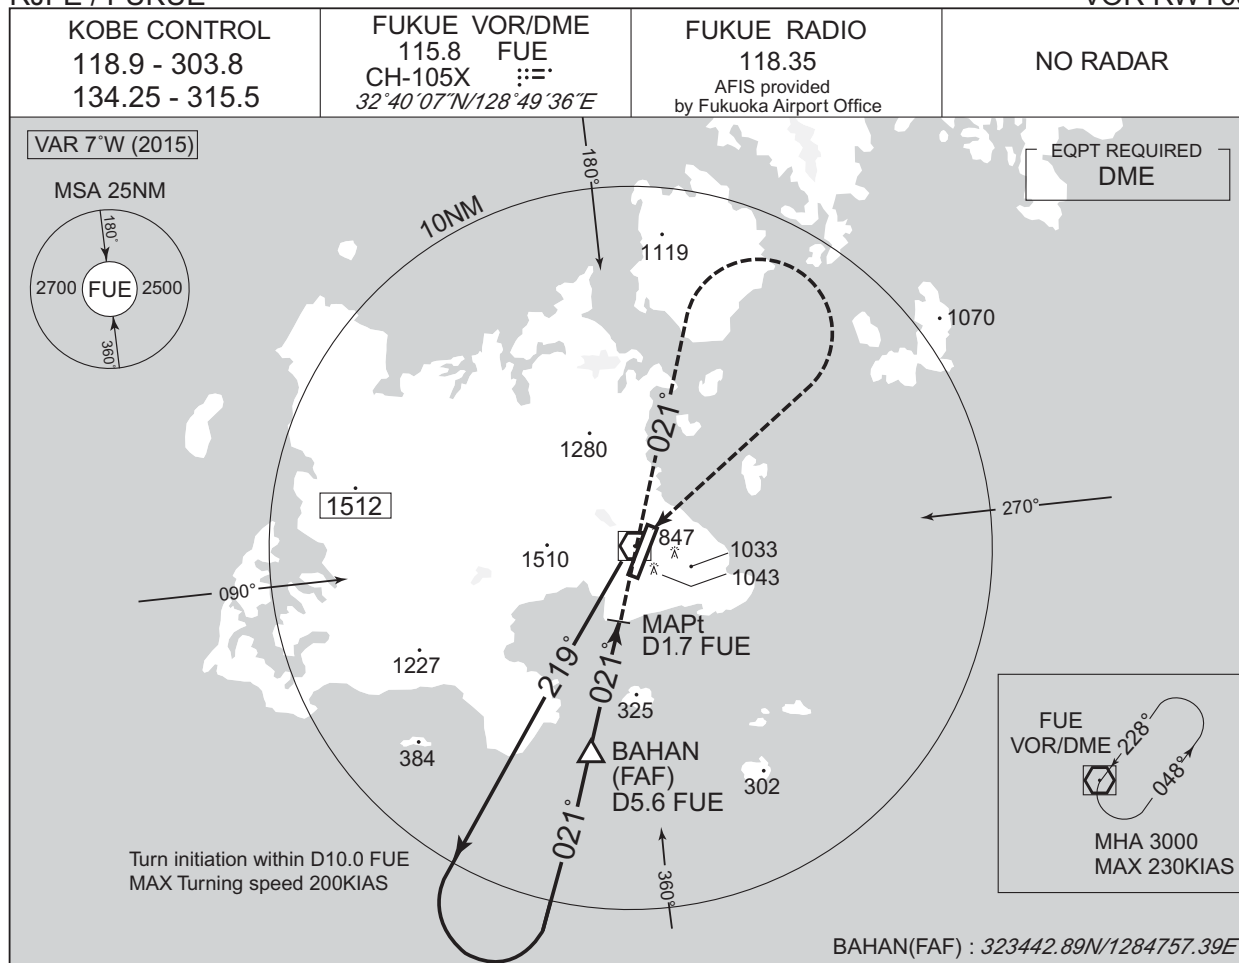 KOBE CONTROL
118.9 - 303.8
134.25 - 315.5
FUKUE VOR/DME
115.8 FUE
CH-105X
32°40´07˝N/128°49´36˝E
FUKUE RADIO
118.35
AFIS provided
by Fukuoka Airport Office
NO RADAR
VAR 7˚W (2015)
MSA 25NM
180°
2700 FUE 2500
360°
180°
10NM
EQPT REQUIRED
DME
1119
1070
021°
1280
1512
270°
847
1510
1033
1043
090°
MAPt
D1.7 FUE
219°
021°
1227
325
384
BAHAN
(FAF)
D5.6 FUE
302
021°
360°
Turn initiation within D10.0 FUE
MAX Turning speed 200KIAS
FUE
VOR/DME
228°
048°
MHA 3000
MAX 230KIAS
BAHAN(FAF) : 323442.89N/1284757.39E